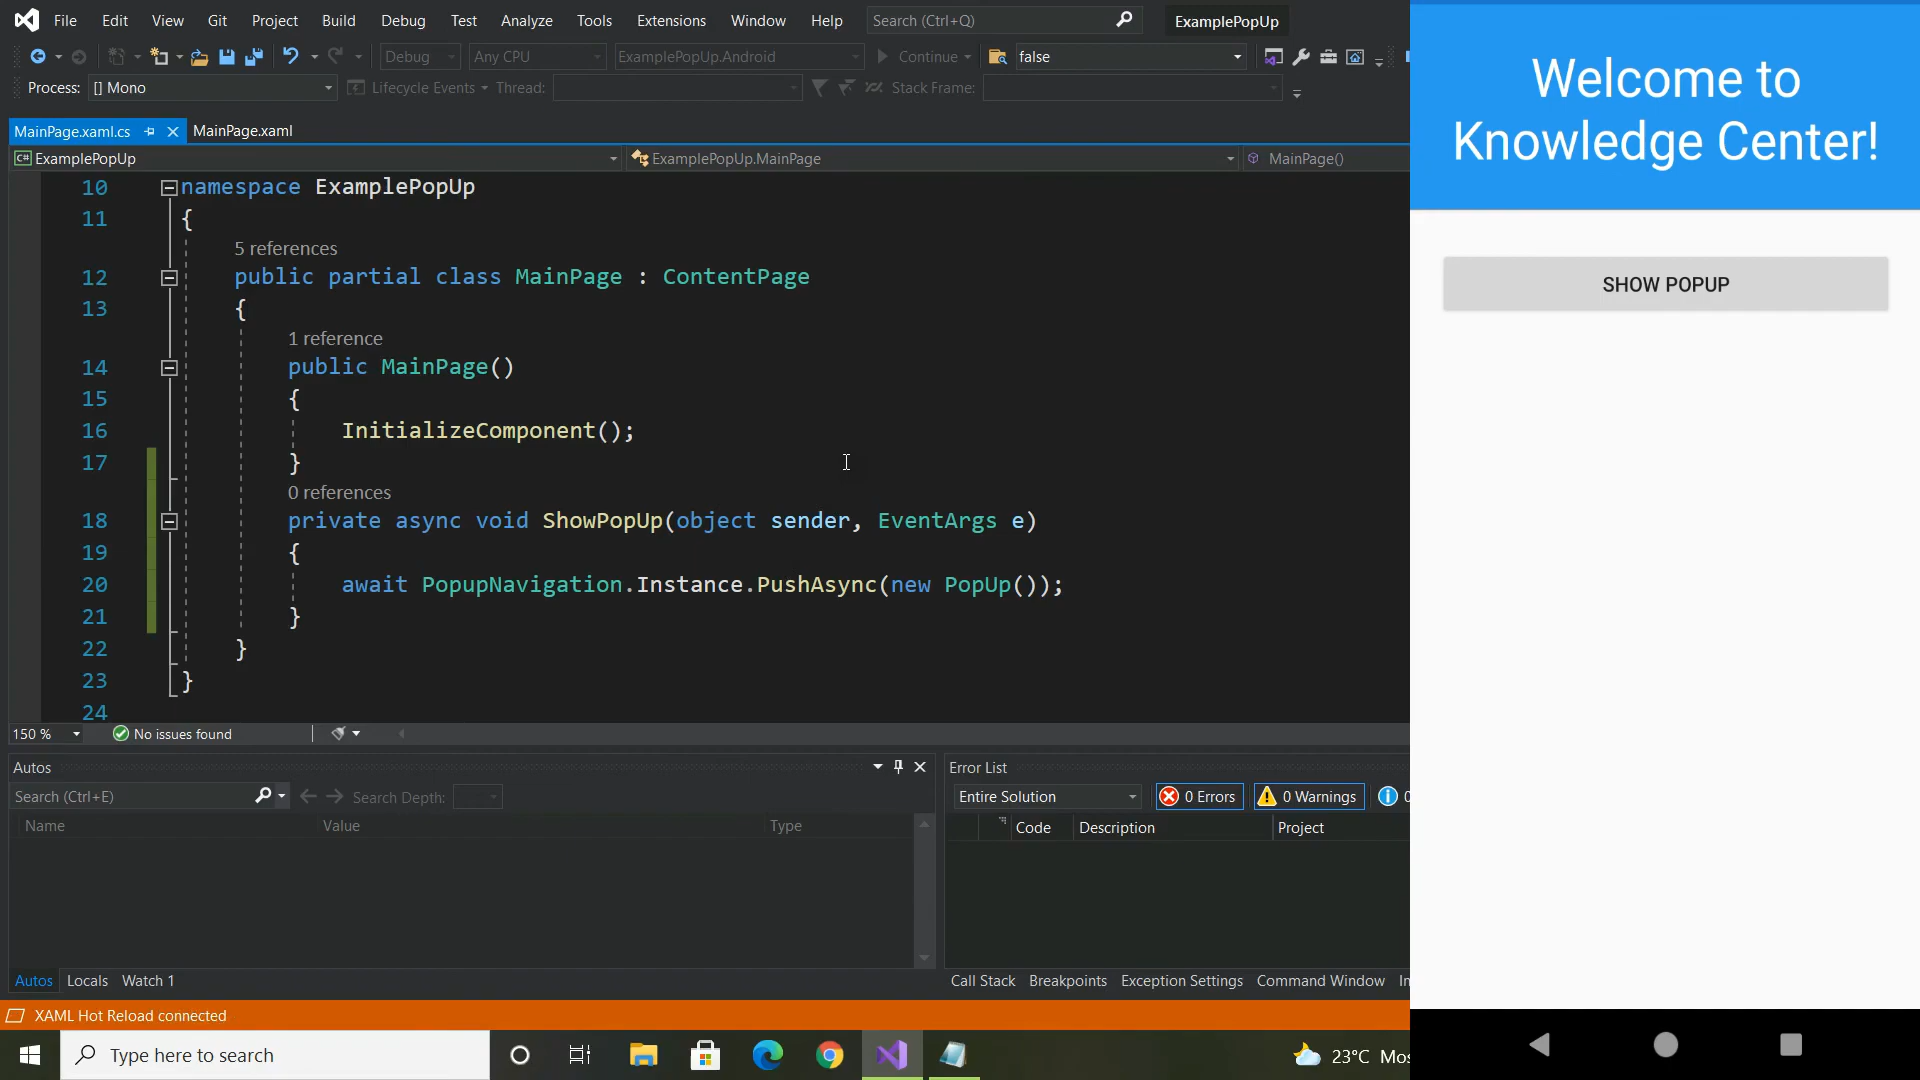 File Edit View Git Project Build Debug Test Analyze Tools Extensions Window Help Search (Ctrl+Q) ExamplePopUp
Debug Any CPU ExamplePopUp.Android Continue false
Process: [] Mono Lifecycle Events Thread: Stack Frame:
MainPage.xaml.cs MainPage.xaml
C# ExamplePopUp ExamplePopUp.MainPage MainPage()
10 namespace ExamplePopUp
11 {
5 references
12 public partial class MainPage : ContentPage
13 {
1 reference
14 public MainPage()
15 {
16 InitializeComponent();
17 }
0 references
18 private async void ShowPopUp(object sender, EventArgs e)
19 {
20 await PopupNavigation.Instance.PushAsync(new PopUp());
21 }
22 }
23 }
24
150 % No issues found
Autos
Search (Ctrl+E) Search Depth:
Name Value Type
Autos Locals Watch 1
Error List
Entire Solution 0 Errors 0 Warnings 0
Code Description Project
Call Stack Breakpoints Exception Settings Command Window In
XAML Hot Reload connected
Type here to search 23°C Mos
Welcome to
Knowledge Center!
SHOW POPUP